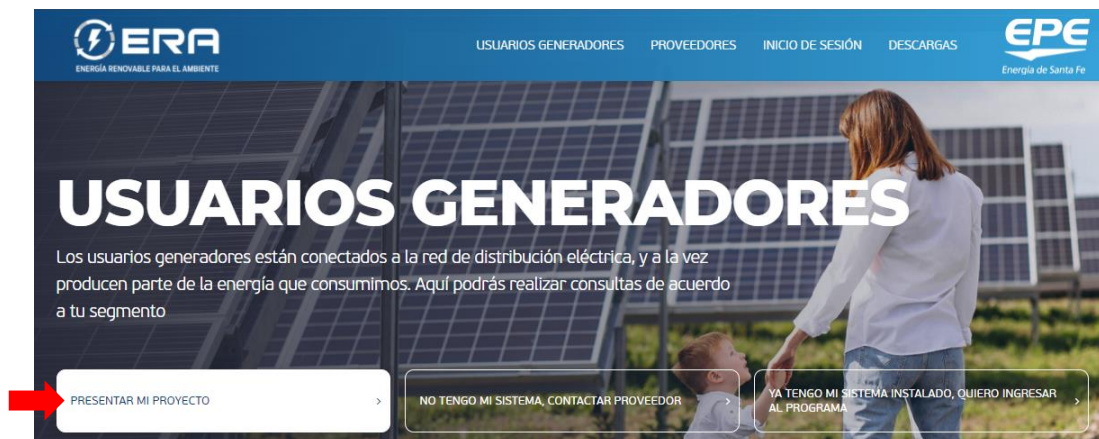 ERA
ENERGÍA RENOVABLE PARA EL AMBIENTE
USUARIOS GENERADORES
PROVEEDORES
INICIO DE SESIÓN
DESCARGAS
EPE
Energía de Santa Fe
USUARIOS GENERADORES
Los usuarios generadores están conectados a la red de distribución eléctrica, y a la vez
producen parte de la energía que consumimos. Aquí podrás realizar consultas de acuerdo
a tu segmento
PRESENTAR MI PROYECTO
NO TENGO MI SISTEMA, CONTACTAR PROVEEDOR
YA TENGO MI SISTEMA INSTALADO, QUIERO INGRESAR
AL PROGRAMA